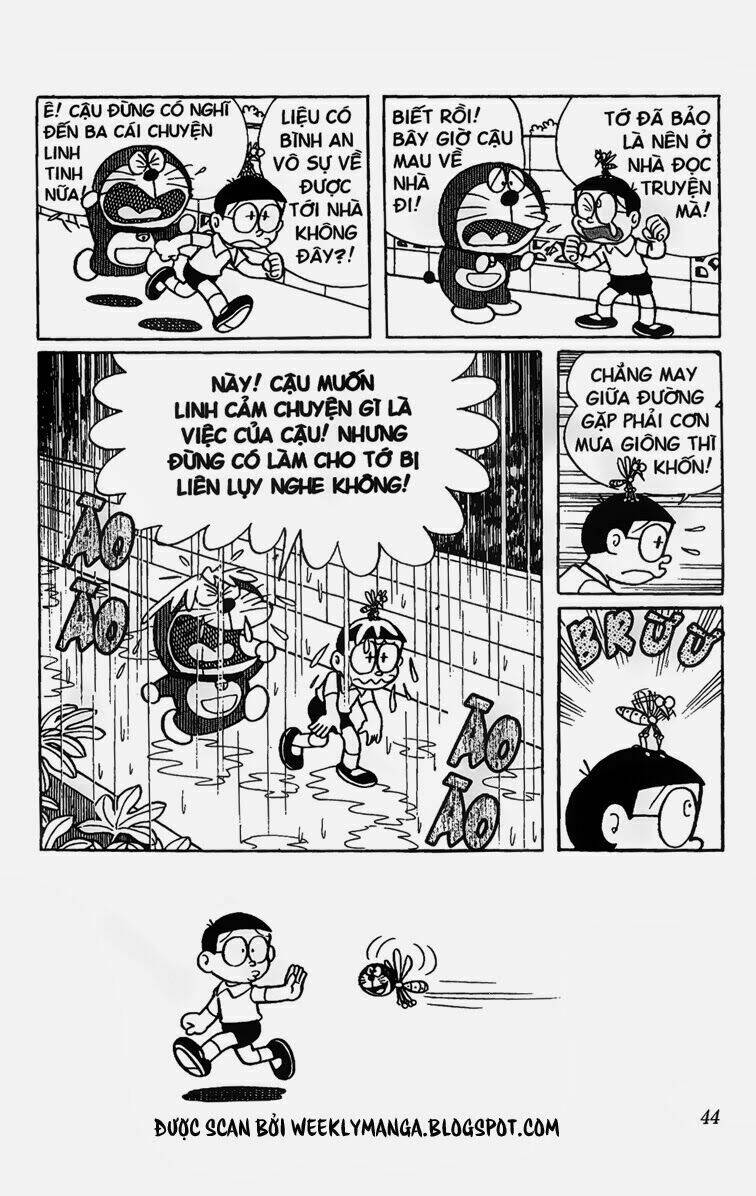 TỚ ĐÃ BẢO
LÀ NÊN Ở
NHÀ ĐỌC
TRUYỆN
MÀ!
BIẾT RỒI!
BÂY GIỜ CẬU
MAU VỀ
NHÀ
ĐI!
LIỆU CÓ
BÌNH AN
VÔ SỰ VỀ
ĐƯỢC
TỚI NHÀ
KHÔNG
ĐÂY?!
Ê! CẬU ĐỪNG CÓ NGHĨ
ĐẾN BA CÁI CHUYỆN
LINH
TINH
NỮA!
CHẲNG MAY
GIỮA ĐƯỜNG
GẶP PHẢI CƠN
MƯA GIÔNG THÌ
KHỐN!
BKỪ Ừ
NÀY! CẬU MUỐN
LINH CẢM CHUYỆN GÌ LÀ
VIỆC CỦA CẬU! NHƯNG
ĐỪNG CÓ LÀM CHO TỚ BỊ
LIÊN LỤY NGHE KHÔNG!
ÀO
ÀO
ÀO
ÀO
44
ĐƯỢC SCAN BỞI WEEKLYMANGA.BLOGSPOT.COM